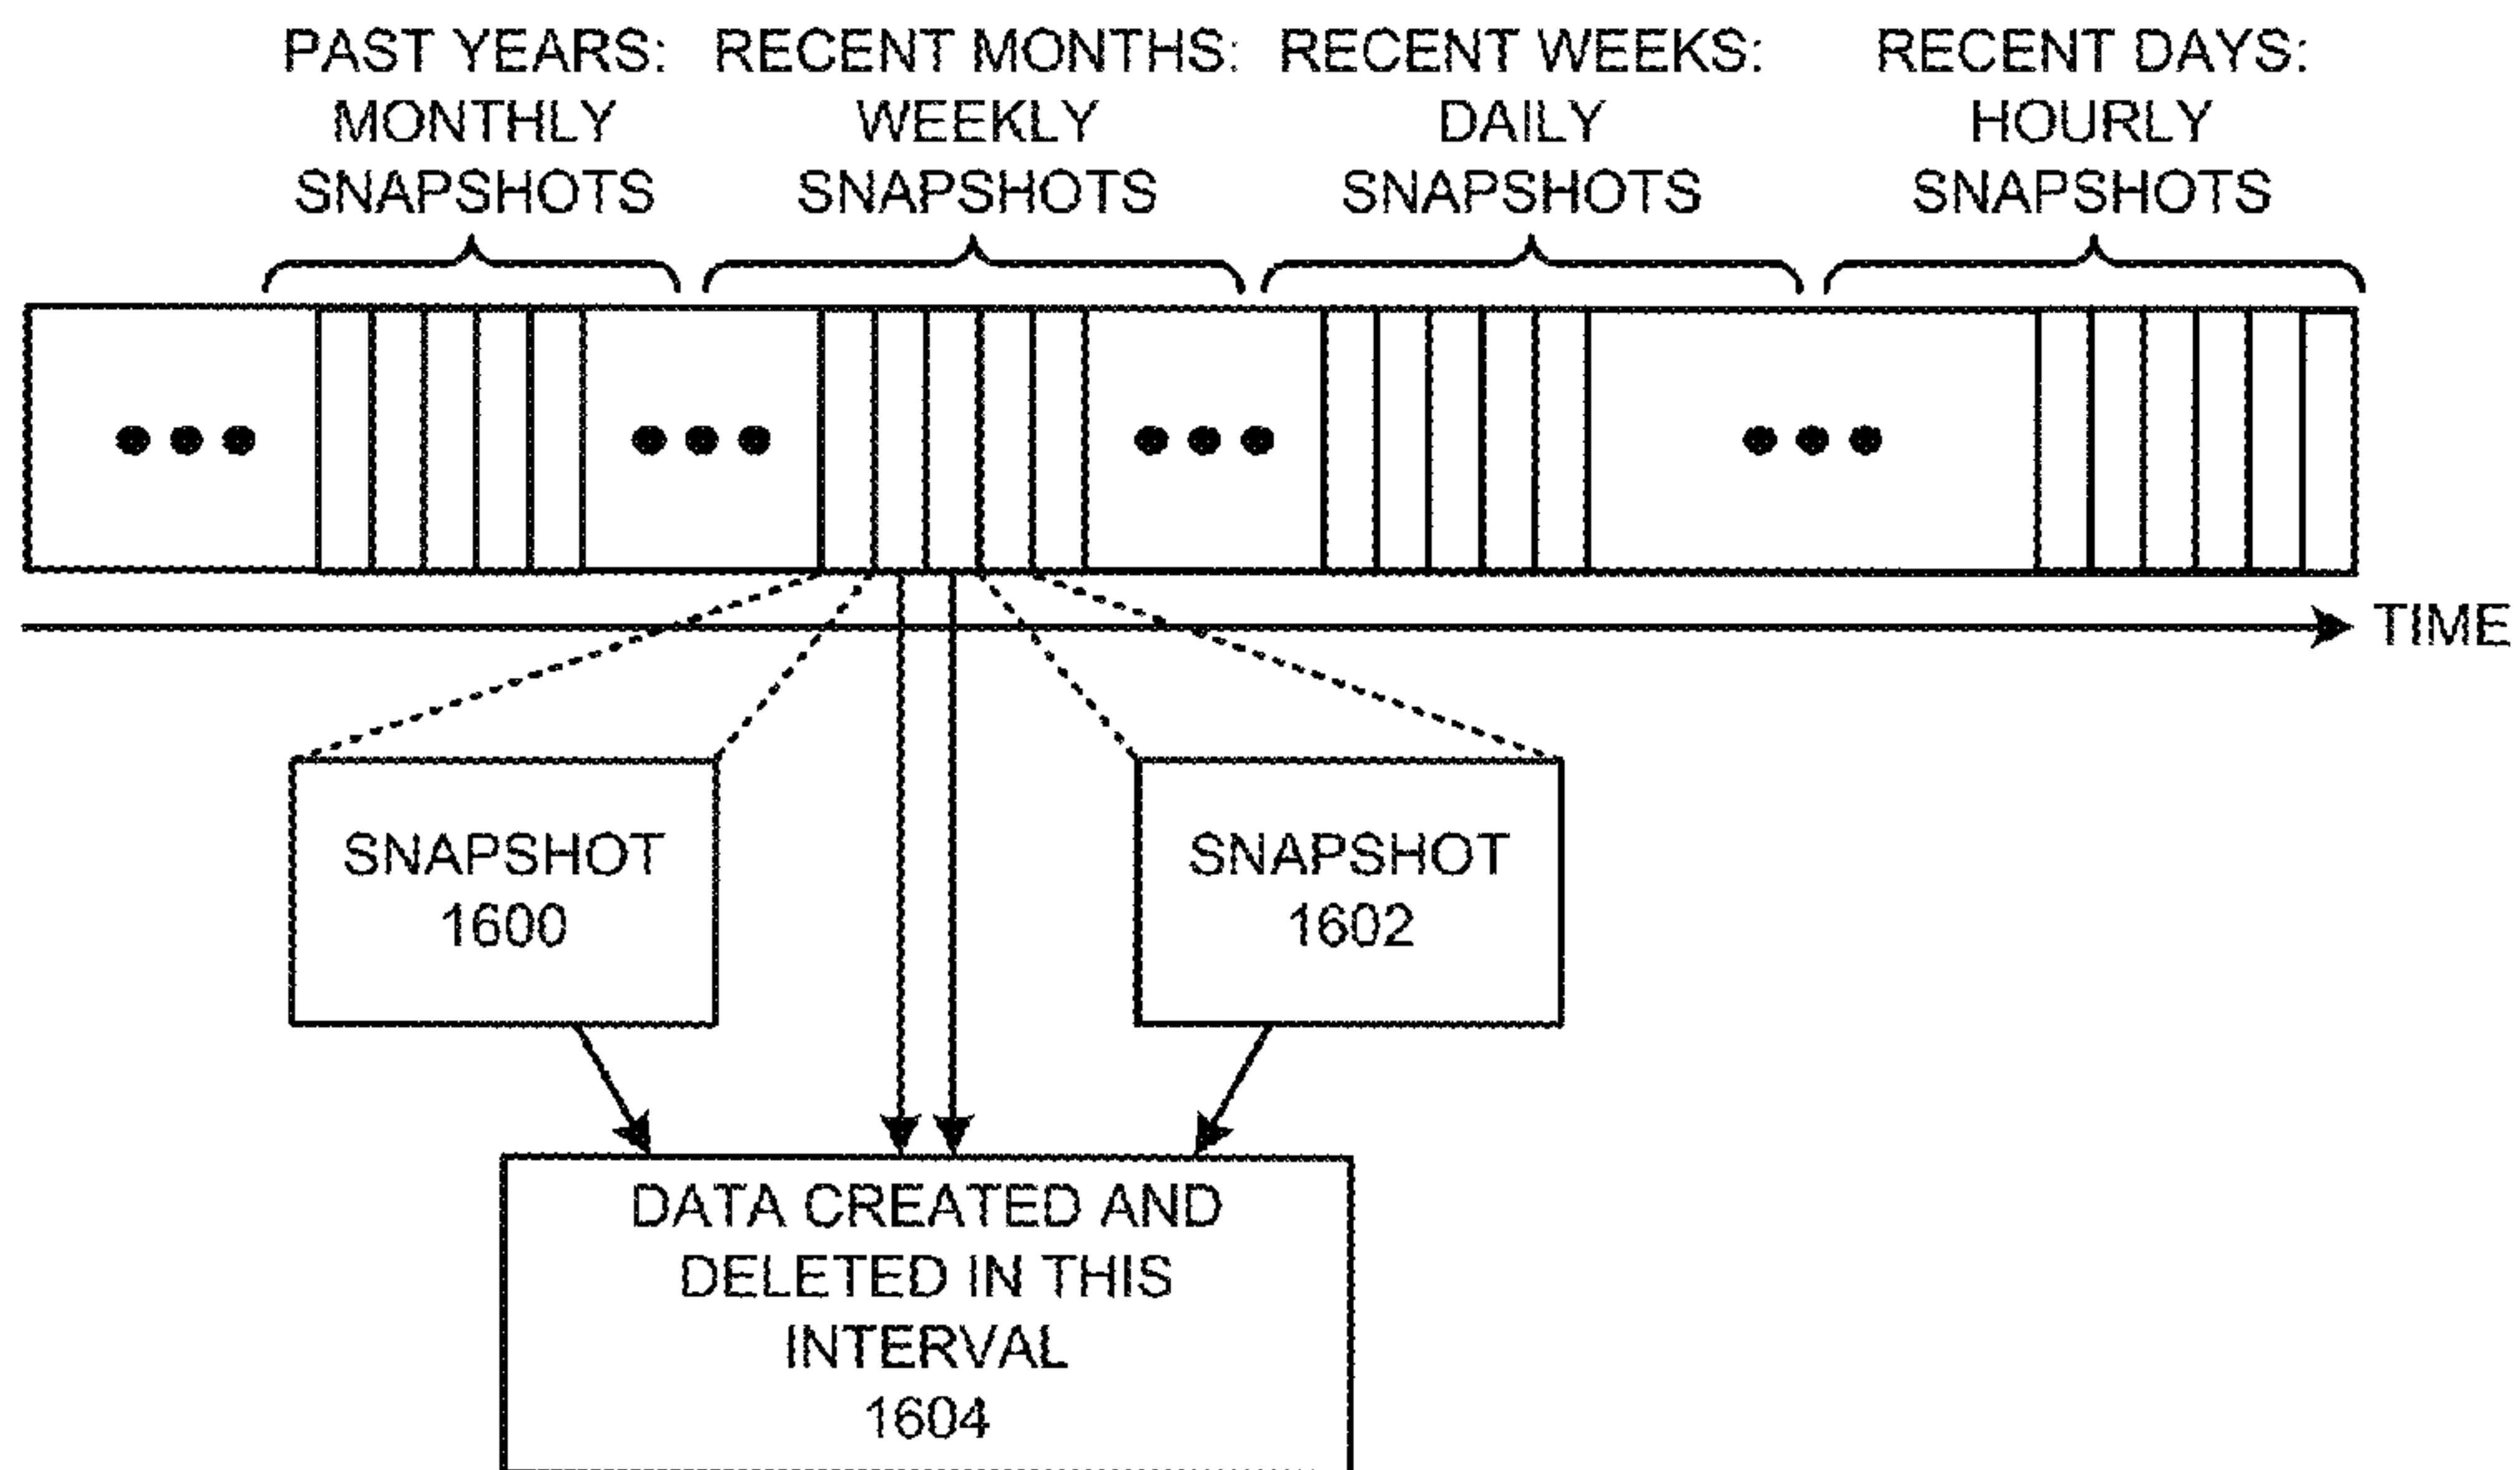 PAST YEARS:
MONTHLY
SNAPSHOTS
RECENT MONTHS:
WEEKLY
SNAPSHOTS
RECENT WEEKS:
DAILY
SNAPSHOTS
RECENT DAYS:
HOURLY
SNAPSHOTS
TIME
SNAPSHOT
1600
SNAPSHOT
1602
DATA CREATED AND
DELETED IN THIS
INTERVAL
1604